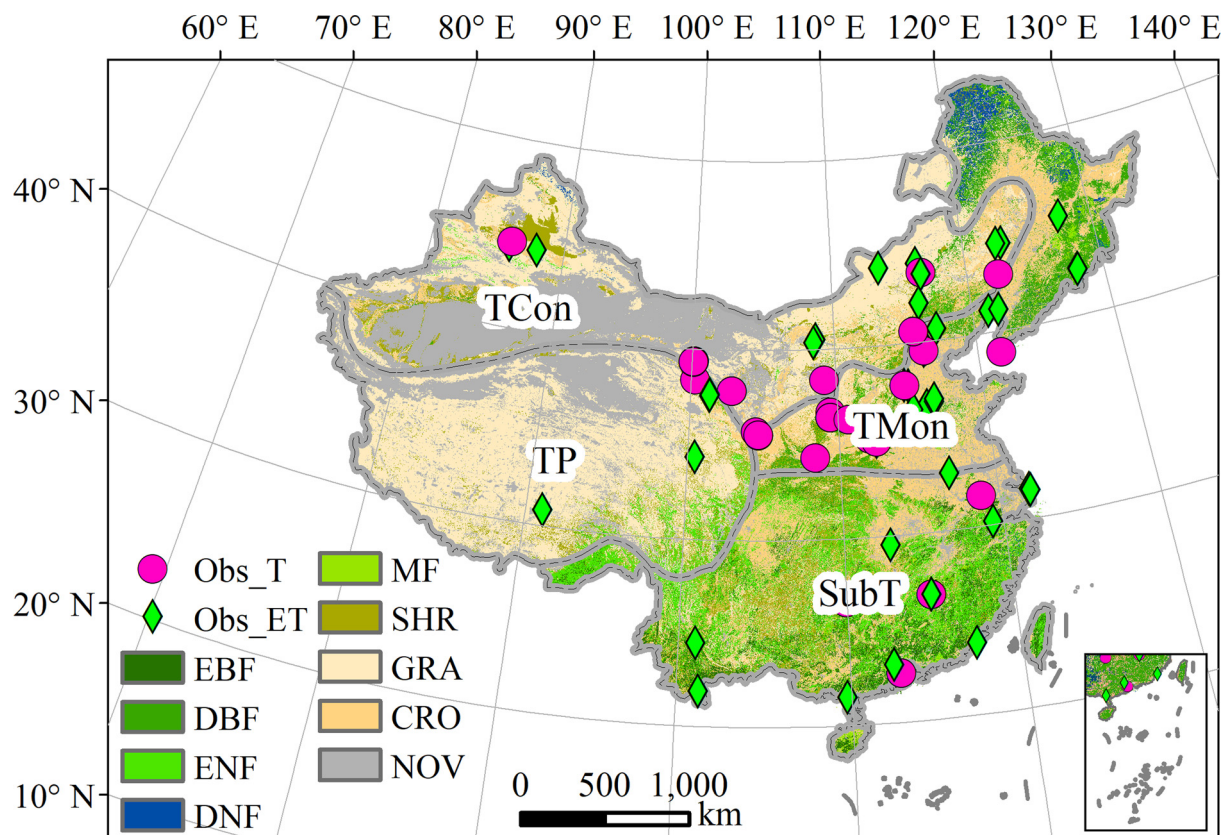 60° E 70° E 80° E 90° E 100° E 110° E 120° E 130° E 140° E
40° N
30° N
20° N
10° N
TCon
TP
TMon
SubT
Obs_T
Obs_ET
EBF
DBF
ENF
DNF
MF
SHR
GRA
CRO
NOV
0 500 1,000
km